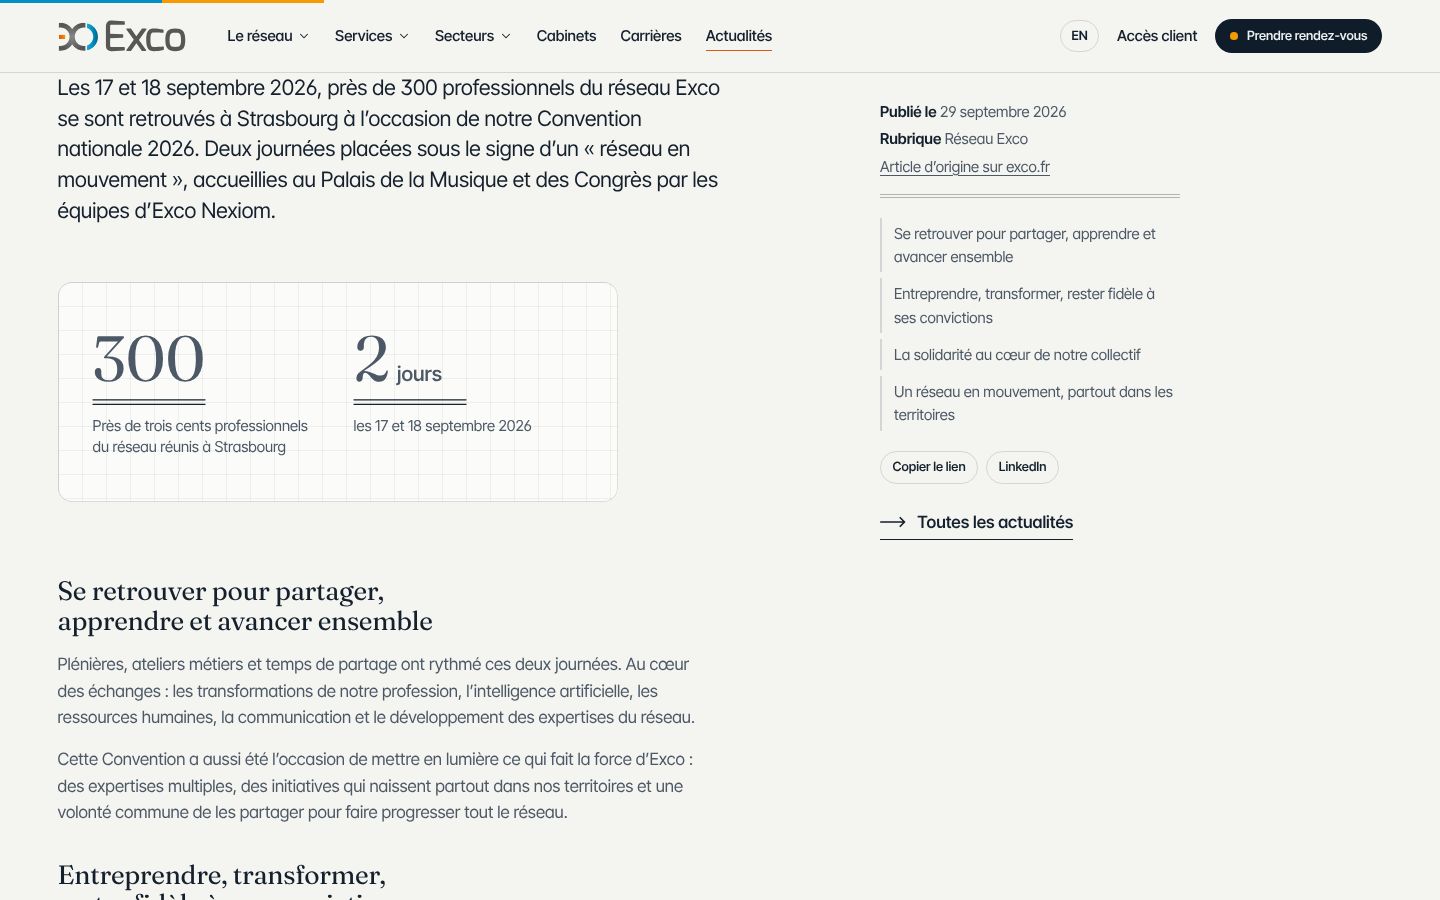 Exco
Le réseau
Services
Secteurs
Cabinets
Carrières
Actualités
EN
Accès client
Prendre rendez-vous
Les 17 et 18 septembre 2026, près de 300 professionnels du réseau Exco
se sont retrouvés à Strasbourg à l’occasion de notre Convention
nationale 2026. Deux journées placées sous le signe d’un « réseau en
mouvement », accueillies au Palais de la Musique et des Congrès par les
équipes d’Exco Nexiom.
300
Près de trois cents professionnels
du réseau réunis à Strasbourg
2 jours
les 17 et 18 septembre 2026
Se retrouver pour partager,
apprendre et avancer ensemble
Plénières, ateliers métiers et temps de partage ont rythmé ces deux journées. Au cœur
des échanges : les transformations de notre profession, l’intelligence artificielle, les
ressources humaines, la communication et le développement des expertises du réseau.
Cette Convention a aussi été l’occasion de mettre en lumière ce qui fait la force d’Exco :
des expertises multiples, des initiatives qui naissent partout dans nos territoires et une
volonté commune de les partager pour faire progresser tout le réseau.
Entreprendre, transformer,
Publié le 29 septembre 2026
Rubrique Réseau Exco
Article d’origine sur exco.fr
Se retrouver pour partager, apprendre et
avancer ensemble
Entreprendre, transformer, rester fidèle à
ses convictions
La solidarité au cœur de notre collectif
Un réseau en mouvement, partout dans les
territoires
Copier le lien
LinkedIn
Toutes les actualités